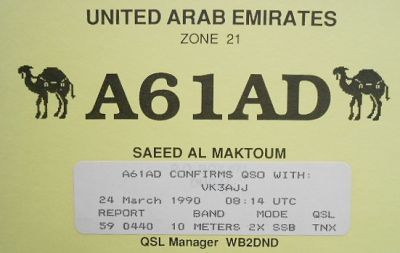 UNITED ARAB EMIRATES
ZONE 21
A61AD
SAEED AL MAKTOUM
A61AD CONFIRMS QSO WITH:
VK3AJJ
24 March 1990 08:14 UTC
REPORT BAND MODE QSL
59 0440 10 METERS 2X SSB TNX
QSL Manager WB2DND